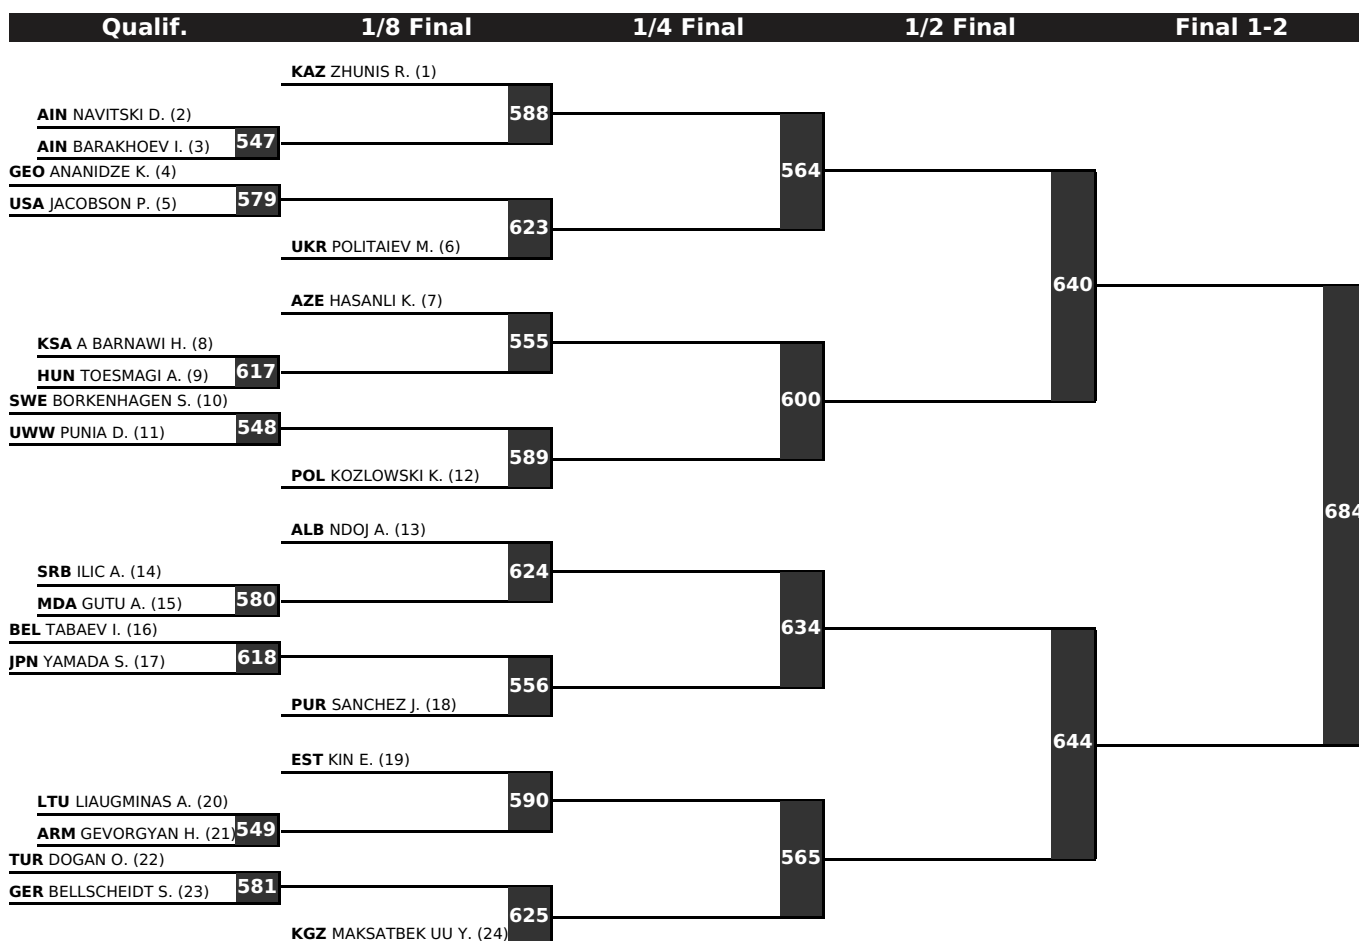 Qualif. 1/8 Final 1/4 Final 1/2 Final Final 1-2
KAZ ZHUNIS R. (1)
588
AIN NAVITSKI D. (2)
547
AIN BARAKHOEV I. (3)
564
GEO ANANIDZE K. (4)
579
USA JACOBSON P. (5)
623
UKR POLITAIEV M. (6)
640
AZE HASANLI K. (7)
555
KSA A BARNAWI H. (8)
617
HUN TOESMAGI A. (9)
600
SWE BORKENHAGEN S. (10)
548
UWW PUNIA D. (11)
589
POL KOZLOWSKI K. (12)
684
ALB NDOJ A. (13)
624
SRB ILIC A. (14)
580
MDA GUTU A. (15)
634
BEL TABAEV I. (16)
618
JPN YAMADA S. (17)
556
PUR SANCHEZ J. (18)
644
EST KIN E. (19)
590
LTU LIAUGMINAS A. (20)
549
ARM GEVORGYAN H. (21)
565
TUR DOGAN O. (22)
581
GER BELLSCHEIDT S. (23)
625
KGZ MAKSATBEK UU Y. (24)